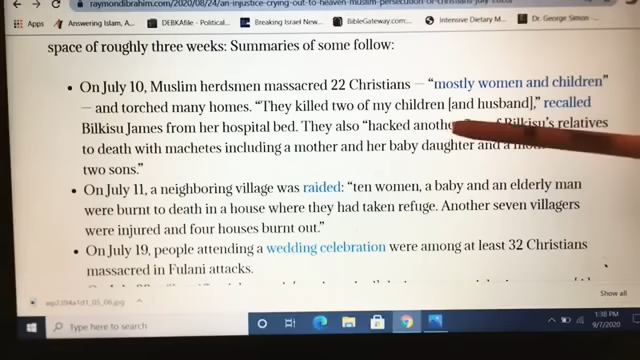 raymondibrahim.com/2020/08/24/an-injustice-crying-out-to-heaven-muslim-persecution-of-christians-july-2020/
Apps Answering Islam, A... DEBKAfile - Political... Breaking Israel New... BibleGateway.com: Intensive Dietary M... Dr. George Simon -
space of roughly three weeks: Summaries of some follow:
• On July 10, Muslim herdsmen massacred 22 Christians — “mostly women and children”
— and torched many homes. “They killed two of my children [and husband],” recalled
Bilkisu James from her hospital bed. They also “hacked another of Bilkisu’s relatives
to death with machetes including a mother and her baby daughter and a
two sons.”
• On July 11, a neighboring village was raided: “ten women, a baby and an elderly man
were burnt to death in a house where they had taken refuge. Another seven villagers
were injured and four houses burnt out.”
• On July 19, people attending a wedding celebration were among at least 32 Christians
massacred in Fulani attacks.
wp2394a1d1_05_06.jpg
Show all
Type here to search
1:38 PM
9/7/2020